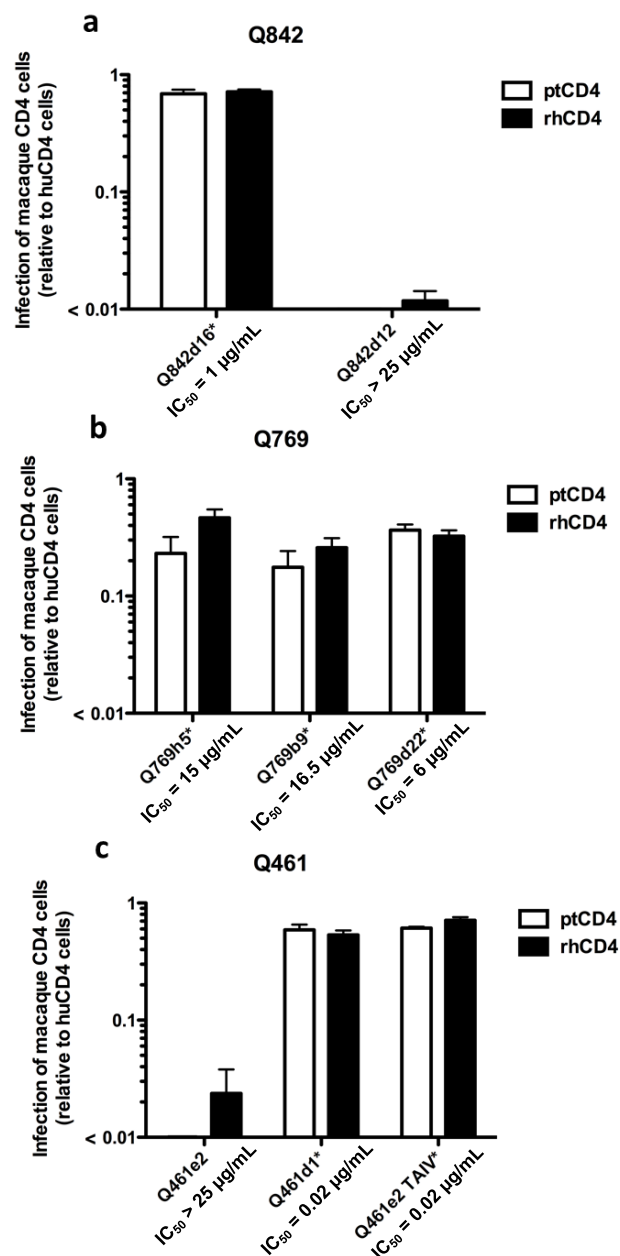 a
Q842
Infection of macaque CD4 cells
(relative to huCD4 cells)
1
0.1
< 0.01
ptCD4
rhCD4
Q842d16*
IC₅₀ = 1 µg/mL
Q842d12
IC₅₀ > 25 µg/mL
b
Q769
Infection of macaque CD4 cells
(relative to huCD4 cells)
1
0.1
< 0.01
ptCD4
rhCD4
Q769h5*
IC₅₀ = 15 µg/mL
Q769b9*
IC₅₀ = 16.5 µg/mL
Q769d22*
IC₅₀ = 6 µg/mL
c
Q461
Infection of macaque CD4 cells
(relative to huCD4 cells)
1
0.1
< 0.01
ptCD4
rhCD4
Q461e2
IC₅₀ > 25 µg/mL
Q461d1*
IC₅₀ = 0.02 µg/mL
Q461e2 TAIV*
IC₅₀ = 0.02 µg/mL